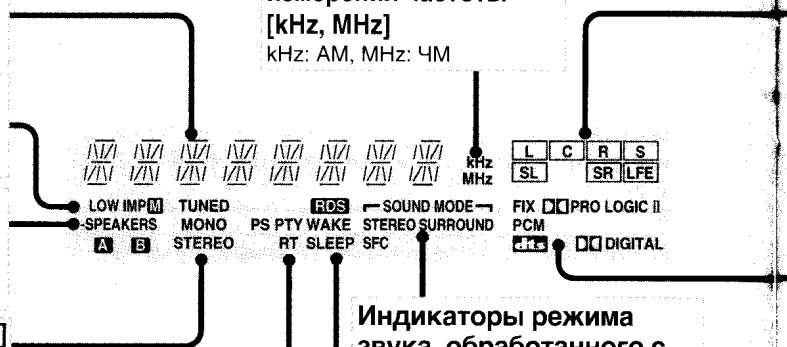 [kHz, MHz]
kHz: AM, MHz: ЧМ
kHz
MHz
L C R S
SL SR LFE
LOW IMP M TUNED RDS SOUND MODE FIX PRO LOGIC II
SPEAKERS MONO PS PTY WAKE STEREO SURROUND PCM
A B STEREO RT SLEEP SFC dts DIGITAL
Индикаторы режима
звука, обработанного с